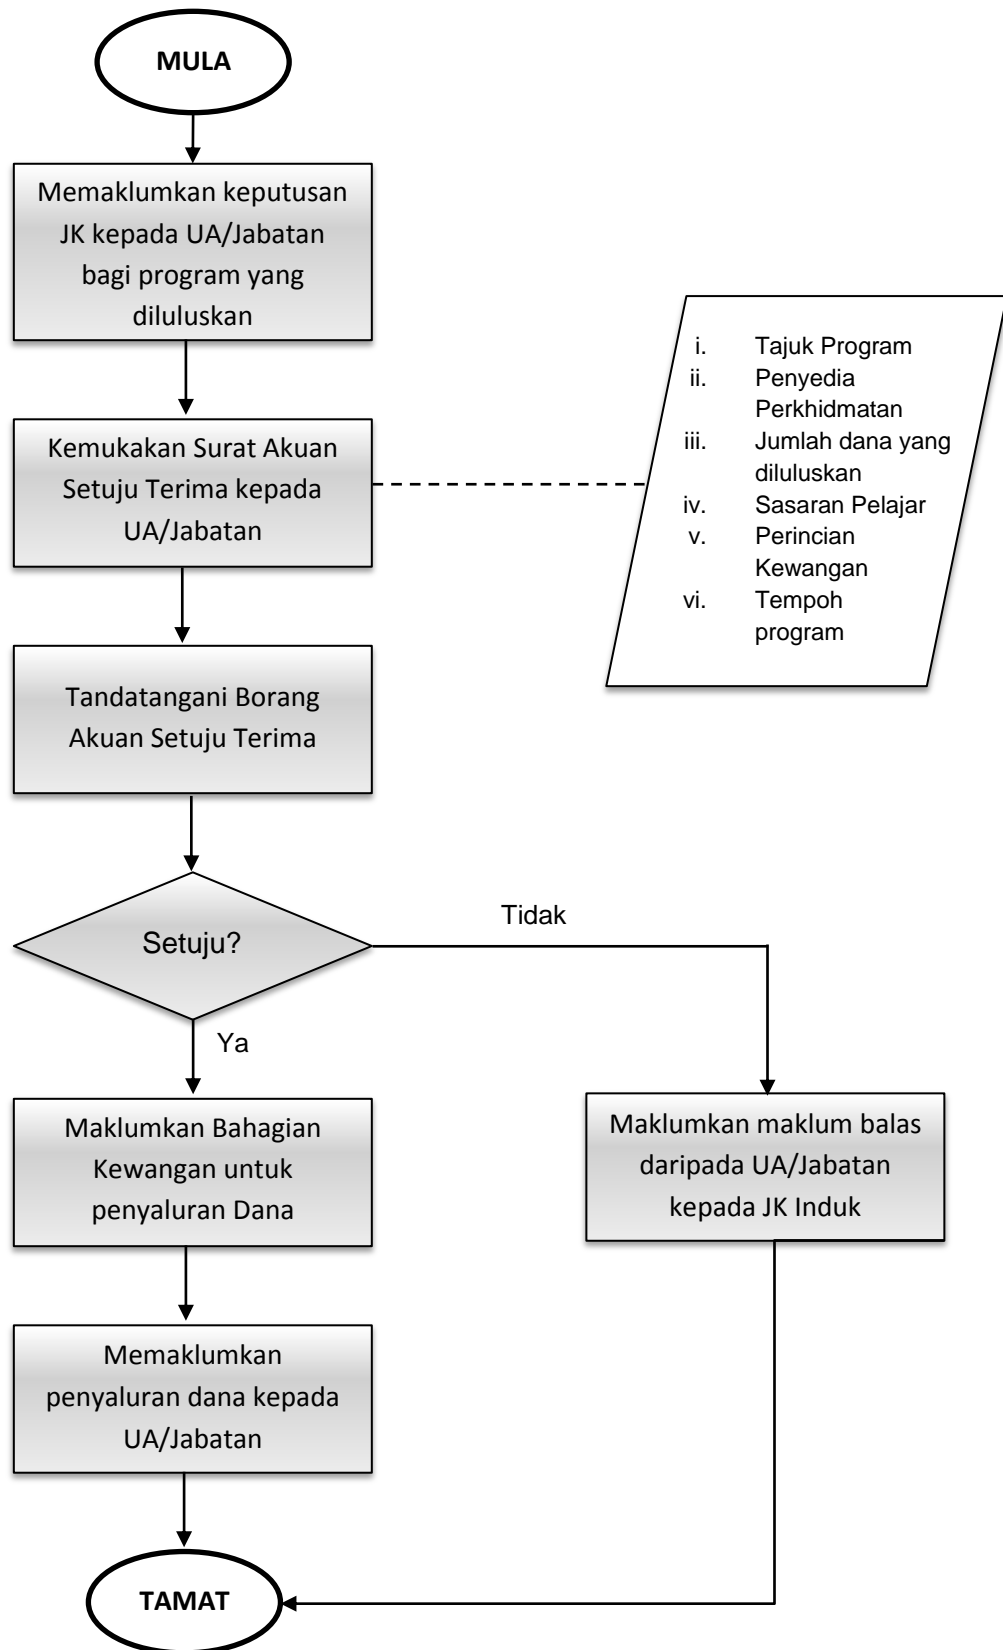 MULA
Memaklumkan keputusan
JK kepada UA/Jabatan
bagi program yang
diluluskan
Kemukakan Surat Akuan
Setuju Terima kepada
UA/Jabatan
i. Tajuk Program
ii. Penyedia
Perkhidmatan
iii. Jumlah dana yang
diluluskan
iv. Sasaran Pelajar
v. Perincian
Kewangan
vi. Tempoh
program
Tandatangani Borang
Akuan Setuju Terima
Setuju?
Tidak
Ya
Maklumkan Bahagian
Kewangan untuk
penyaluran Dana
Maklumkan maklum balas
daripada UA/Jabatan
kepada JK Induk
Memaklumkan
penyaluran dana kepada
UA/Jabatan
TAMAT